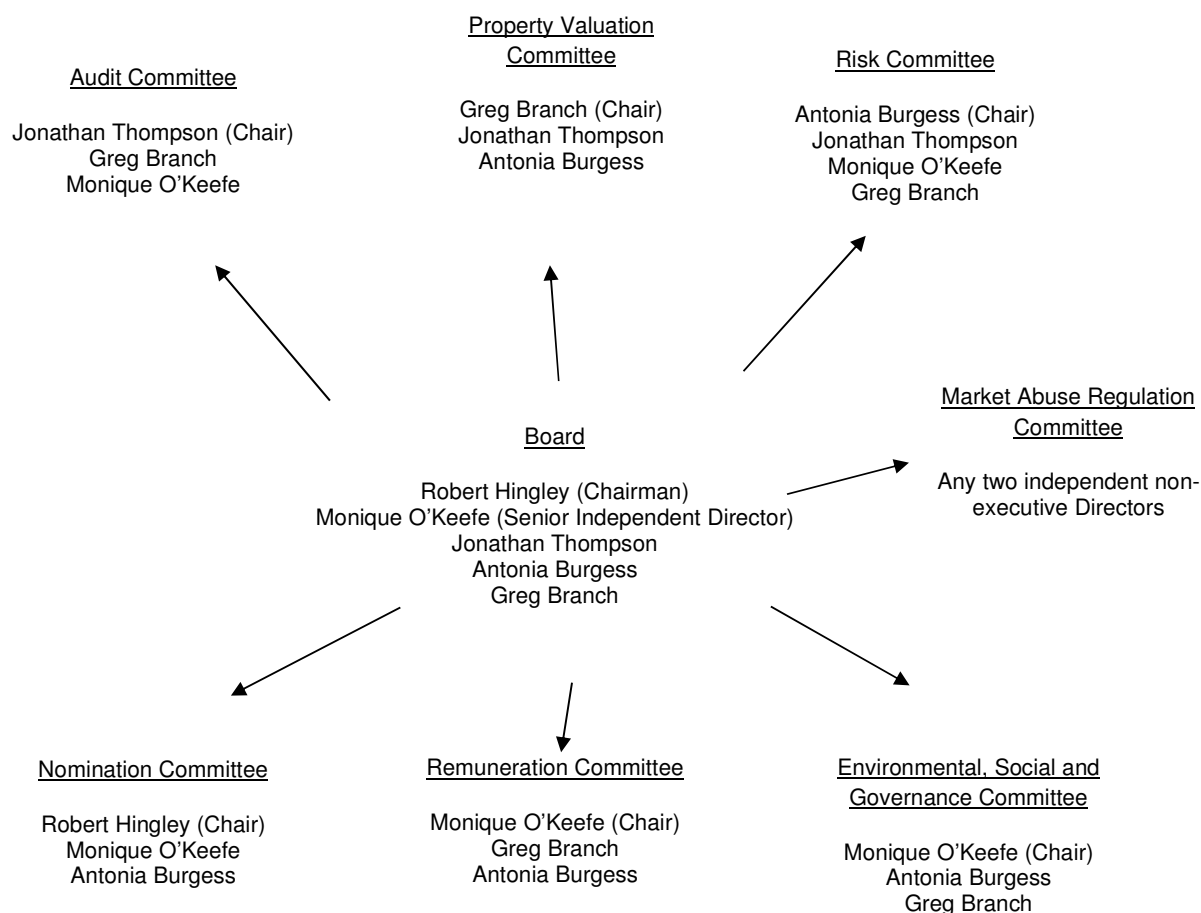 Audit Committee
Jonathan Thompson (Chair)
Greg Branch
Monique O'Keefe
Property Valuation
Committee
Greg Branch (Chair)
Jonathan Thompson
Antonia Burgess
Risk Committee
Antonia Burgess (Chair)
Jonathan Thompson
Monique O'Keefe
Greg Branch
Board
Robert Hingley (Chairman)
Monique O'Keefe (Senior Independent Director)
Jonathan Thompson
Antonia Burgess
Greg Branch
Market Abuse Regulation
Committee
Any two independent non-
executive Directors
Nomination Committee
Robert Hingley (Chair)
Monique O'Keefe
Antonia Burgess
Remuneration Committee
Monique O'Keefe (Chair)
Greg Branch
Antonia Burgess
Environmental, Social and
Governance Committee
Monique O'Keefe (Chair)
Antonia Burgess
Greg Branch